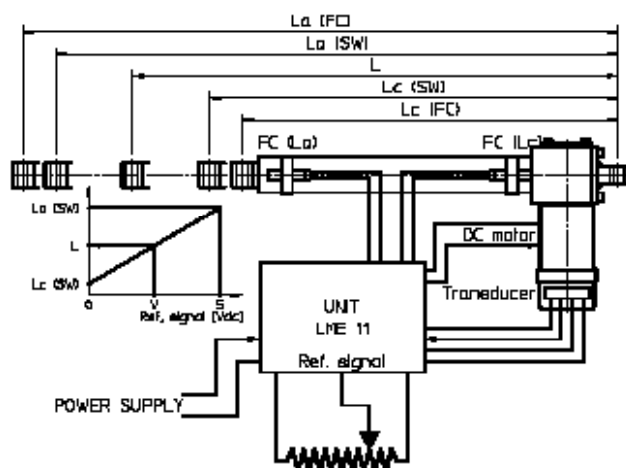 La (FC)
La (SW)
L
Lc (SW)
Lc (FC)
FC (La)
FC (Lc)
La (SW)
L
Lc (SW)
0
V
5
Ref. signal [Vdc]
DC motor
Transducer
UNIT
LME 11
Ref. signal
POWER SUPPLY